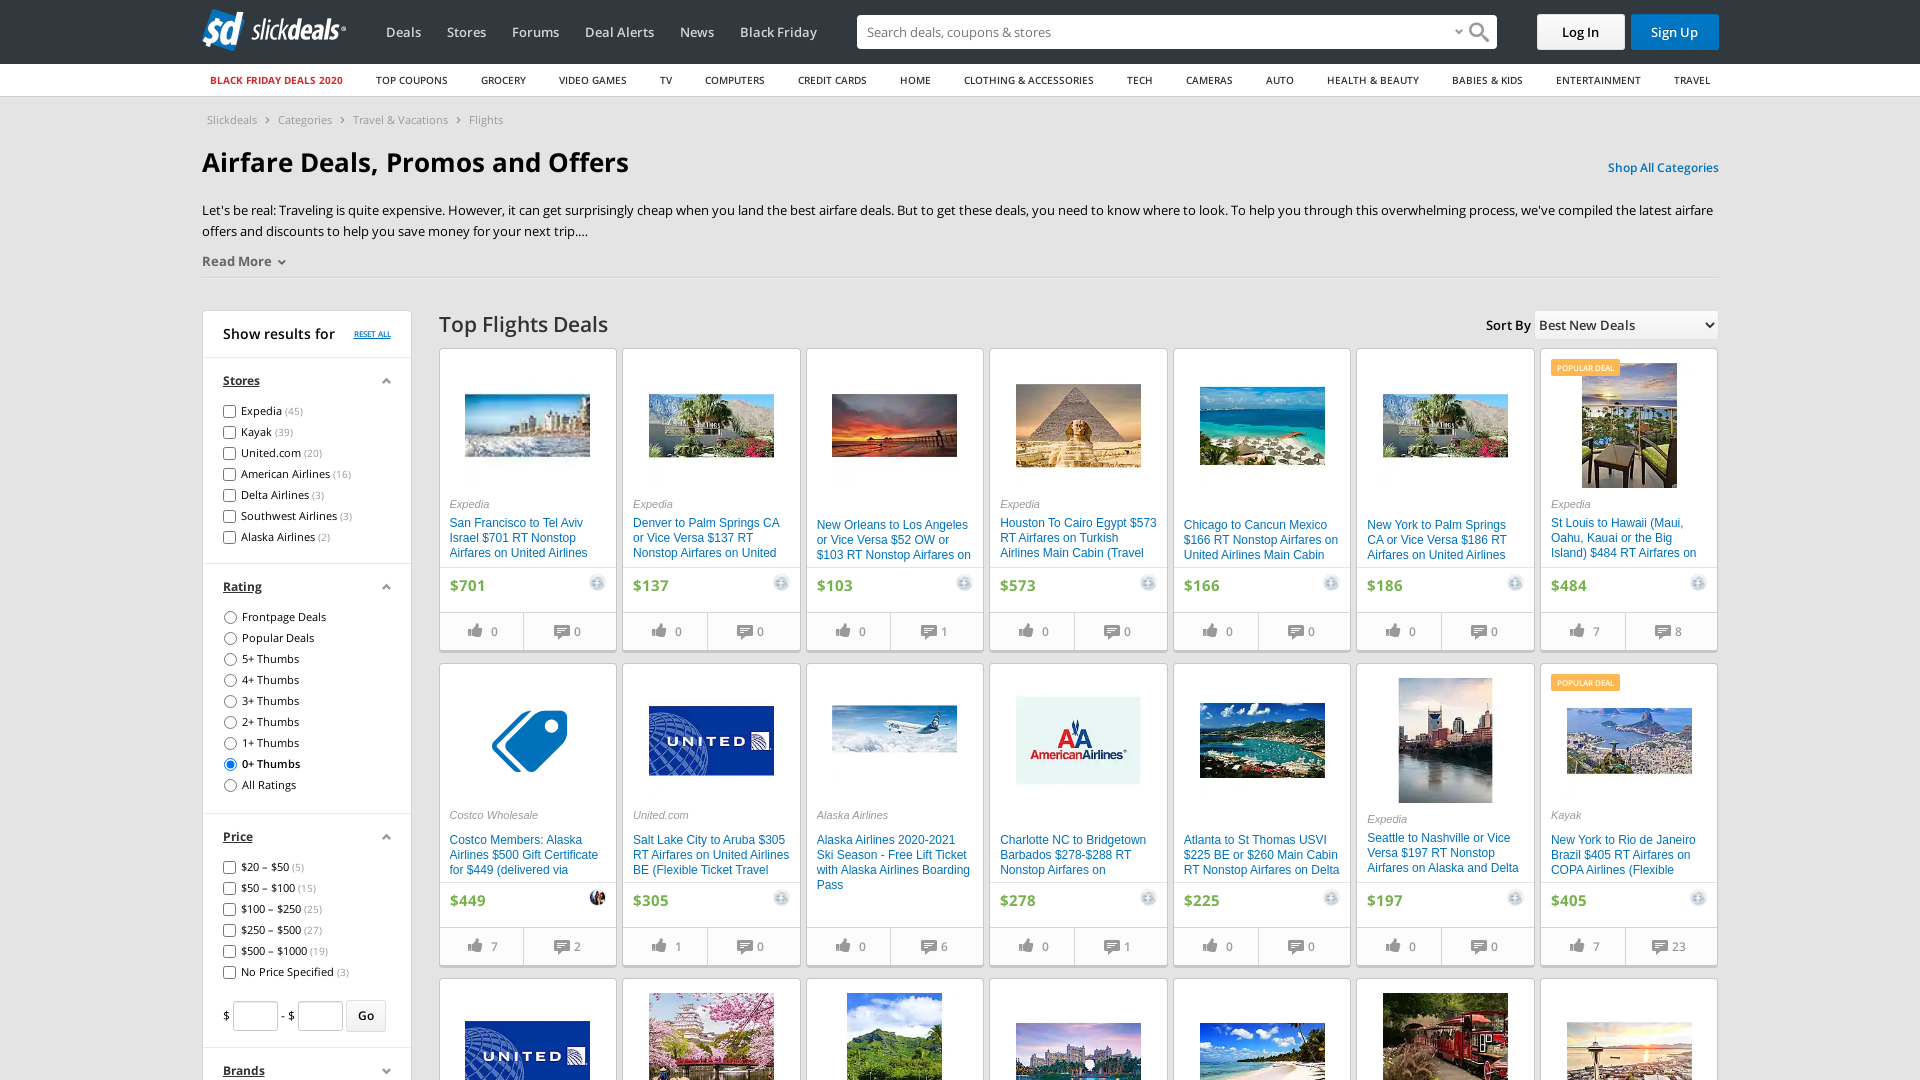 sd slickdeals
Deals
Stores
Forums
Deal Alerts
News
Black Friday
Search deals, coupons & stores
Log In
Sign Up
BLACK FRIDAY DEALS 2020
TOP COUPONS
GROCERY
VIDEO GAMES
TV
COMPUTERS
CREDIT CARDS
HOME
CLOTHING & ACCESSORIES
TECH
CAMERAS
AUTO
HEALTH & BEAUTY
BABIES & KIDS
ENTERTAINMENT
TRAVEL
Slickdeals › Categories › Travel & Vacations › Flights
Airfare Deals, Promos and Offers
Shop All Categories
Let's be real: Traveling is quite expensive. However, it can get surprisingly cheap when you land the best airfare deals. But to get these deals, you need to know where to look. To help you through this overwhelming process, we've compiled the latest airfare
offers and discounts to help you save money for your next trip....
Read More
Show results for
RESET ALL
Stores
Expedia (45)
Kayak (39)
United.com (20)
American Airlines (16)
Delta Airlines (3)
Southwest Airlines (3)
Alaska Airlines (2)
Rating
Frontpage Deals
Popular Deals
5+ Thumbs
4+ Thumbs
3+ Thumbs
2+ Thumbs
1+ Thumbs
0+ Thumbs
All Ratings
Price
$20 – $50 (5)
$50 – $100 (15)
$100 – $250 (25)
$250 – $500 (27)
$500 – $1000 (19)
No Price Specified (3)
$ - $ Go
Brands
Top Flights Deals
Sort By Best New Deals
Expedia
San Francisco to Tel Aviv
Israel $701 RT Nonstop
Airfares on United Airlines
$701
0
0
Expedia
Denver to Palm Springs CA
or Vice Versa $137 RT
Nonstop Airfares on United
$137
0
0
New Orleans to Los Angeles
or Vice Versa $52 OW or
$103 RT Nonstop Airfares on
$103
0
1
Expedia
Houston To Cairo Egypt $573
RT Airfares on Turkish
Airlines Main Cabin (Travel
$573
0
0
Chicago to Cancun Mexico
$166 RT Nonstop Airfares on
United Airlines Main Cabin
$166
0
0
Expedia
New York to Palm Springs
CA or Vice Versa $186 RT
Airfares on United Airlines
$186
0
0
POPULAR DEAL
Expedia
St Louis to Hawaii (Maui,
Oahu, Kauai or the Big
Island) $484 RT Airfares on
$484
7
8
Costco Wholesale
Costco Members: Alaska
Airlines $500 Gift Certificate
for $449 (delivered via
$449
7
2
UNITED
United.com
Salt Lake City to Aruba $305
RT Airfares on United Airlines
BE (Flexible Ticket Travel
$305
1
0
Alaska Airlines
Alaska Airlines 2020-2021
Ski Season - Free Lift Ticket
with Alaska Airlines Boarding
Pass
0
6
AA
AmericanAirlines
Charlotte NC to Bridgetown
Barbados $278-$288 RT
Nonstop Airfares on
$278
0
1
Atlanta to St Thomas USVI
$225 BE or $260 Main Cabin
RT Nonstop Airfares on Delta
$225
0
0
Expedia
Seattle to Nashville or Vice
Versa $197 RT Nonstop
Airfares on Alaska and Delta
$197
0
0
POPULAR DEAL
Kayak
New York to Rio de Janeiro
Brazil $405 RT Airfares on
COPA Airlines (Flexible
$405
7
23
UNITED